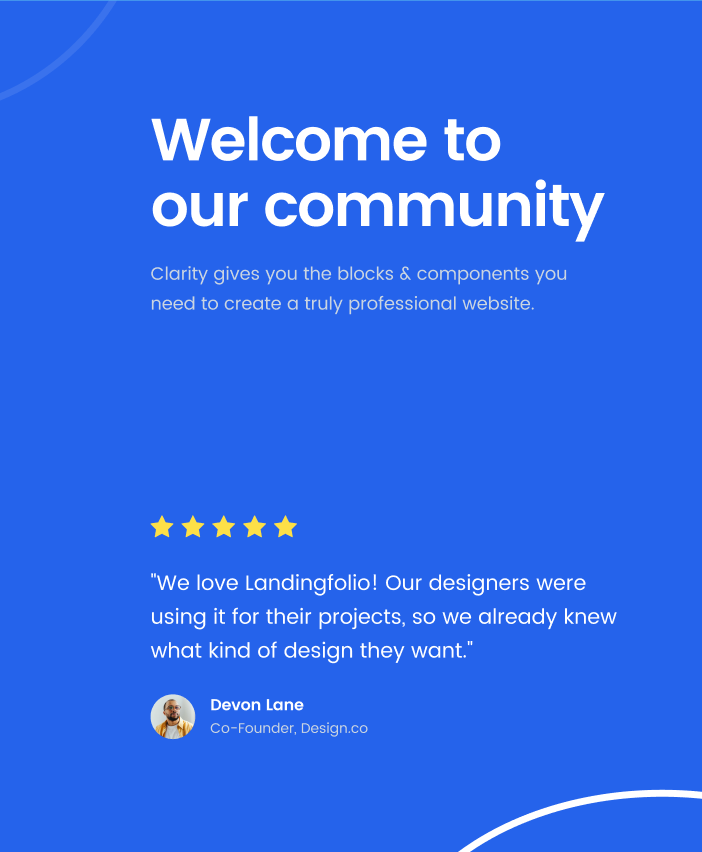 Welcome to
our community
Clarity gives you the blocks & components you
need to create a truly professional website.
"We love Landingfolio! Our designers were
using it for their projects, so we already knew
what kind of design they want."
Devon Lane
Co-Founder, Design.co